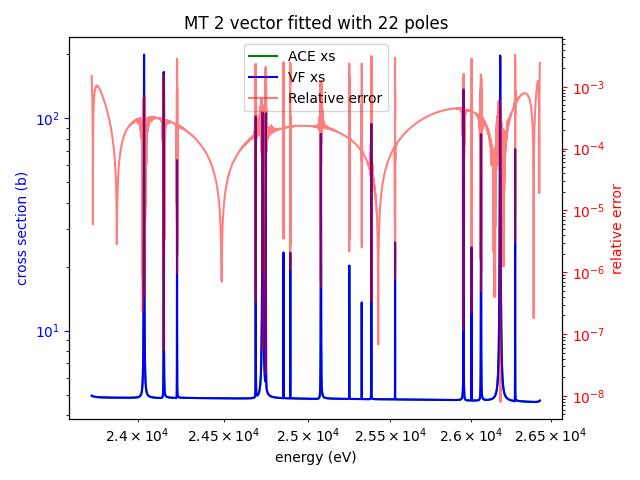 MT 2 vector fitted with 22 poles
ACE xs
VF xs
Relative error
cross section (b)
10²
10¹
relative error
10⁻³
10⁻⁴
10⁻⁵
10⁻⁶
10⁻⁷
10⁻⁸
2.4 × 10⁴ 2.45 × 10⁴ 2.5 × 10⁴ 2.55 × 10⁴ 2.6 × 10⁴ 2.65 × 10⁴
energy (eV)